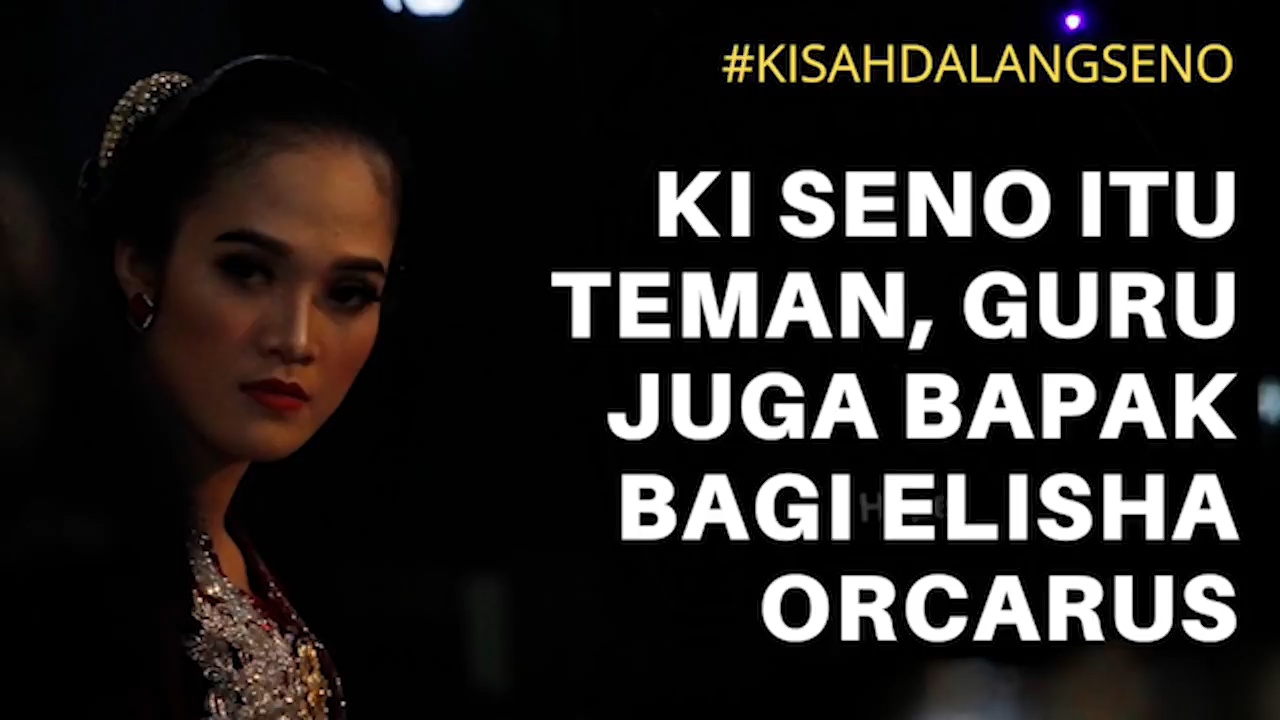 #KISAHDALANGSENO
KI SENO ITU
TEMAN, GURU
JUGA BAPAK
BAGI ELISHA
ORCARUS